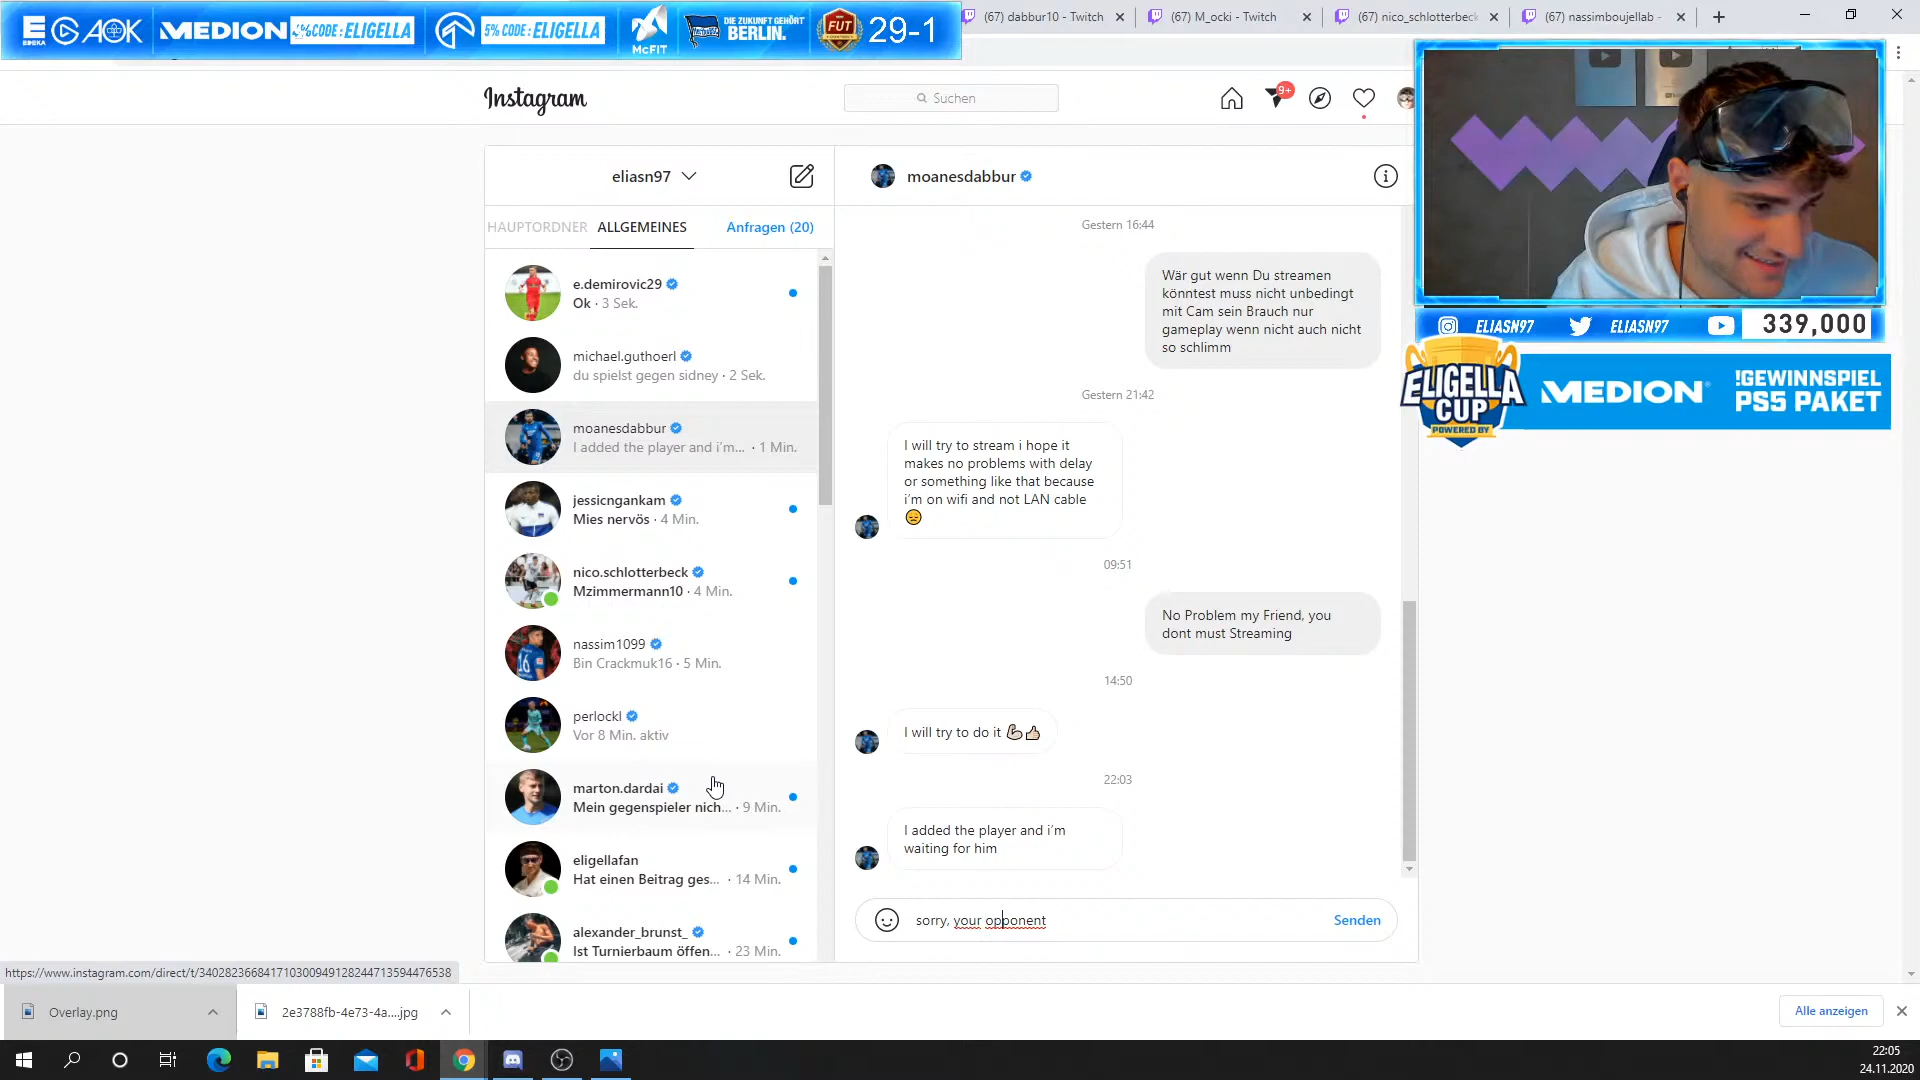 EDEKA AOK MEDION CODE:ELIGELLA 5% CODE:ELIGELLA McFIT DIE ZUKUNFT GEHÖRT BERLIN. FUT 29-1
(67) dabbur10 - Twitch
(67) M_ocki - Twitch
(67) nico_schlotterbeck
(67) nassimboujellab -
Instagram
Suchen
9+
eliasn97
HAUPTORDNER ALLGEMEINES Anfragen (20)
e.demirovic29
Ok · 3 Sek.
michael.guthoerl
du spielst gegen sidney · 2 Sek.
moanesdabbur
I added the player and i'm... · 1 Min.
jessicngankam
Mies nervös · 4 Min.
nico.schlotterbeck
Mzimmermann10 · 4 Min.
nassim1099
Bin Crackmuk16 · 5 Min.
perlockl
Vor 8 Min. aktiv
marton.dardai
Mein gegenspieler nich... · 9 Min.
eligellafan
Hat einen Beitrag ges... · 14 Min.
alexander_brunst_
Ist Turnierbaum öffen... · 23 Min.
moanesdabbur
Gestern 16:44
Wär gut wenn Du streamen
könntest muss nicht unbedingt
mit Cam sein Brauch nur
gameplay wenn nicht auch nicht
so schlimm
Gestern 21:42
I will try to stream i hope it
makes no problems with delay
or something like that because
i'm on wifi and not LAN cable
😔
09:51
No Problem my Friend, you
dont must Streaming
14:50
I will try to do it 💪👍
22:03
I added the player and i'm
waiting for him
sorry, your opponent
Senden
ELIASN97 ELIASN97 339,000
ELIGELLA
CUP
POWERED BY
MEDION
!GEWINNSPIEL
PS5 PAKET
https://www.instagram.com/direct/t/340282366841710300949128244713594476538
Overlay.png
2e3788fb-4e73-4a....jpg
Alle anzeigen
22:05
24.11.2020